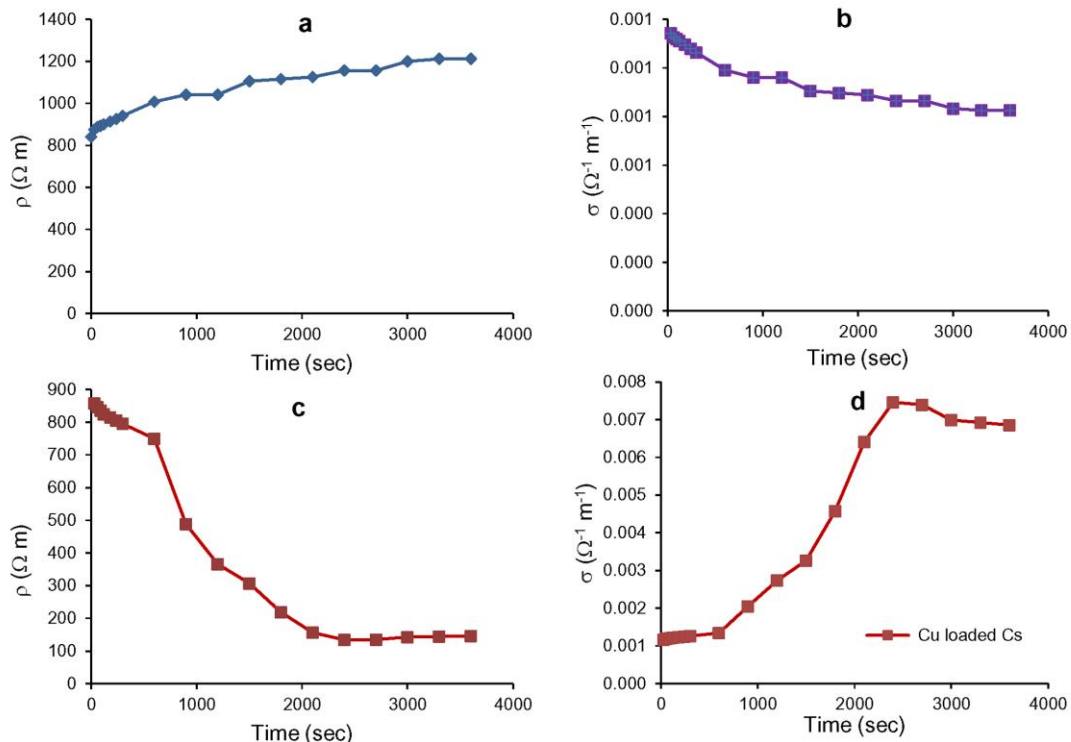 a
1400
1200
1000
800
600
400
200
0
ρ (Ω m)
0 1000 2000 3000 4000
Time (sec)
b
0.001
0.001
0.001
0.001
0.000
0.000
0.000
σ (Ω⁻¹ m⁻¹)
0 1000 2000 3000 4000
Time (sec)
c
900
800
700
600
500
400
300
200
100
0
ρ (Ω m)
0 1000 2000 3000 4000
Time (sec)
d
0.008
0.007
0.006
0.005
0.004
0.003
0.002
0.001
0.000
σ (Ω⁻¹ m⁻¹)
Cu loaded Cs
0 1000 2000 3000 4000
Time (sec)